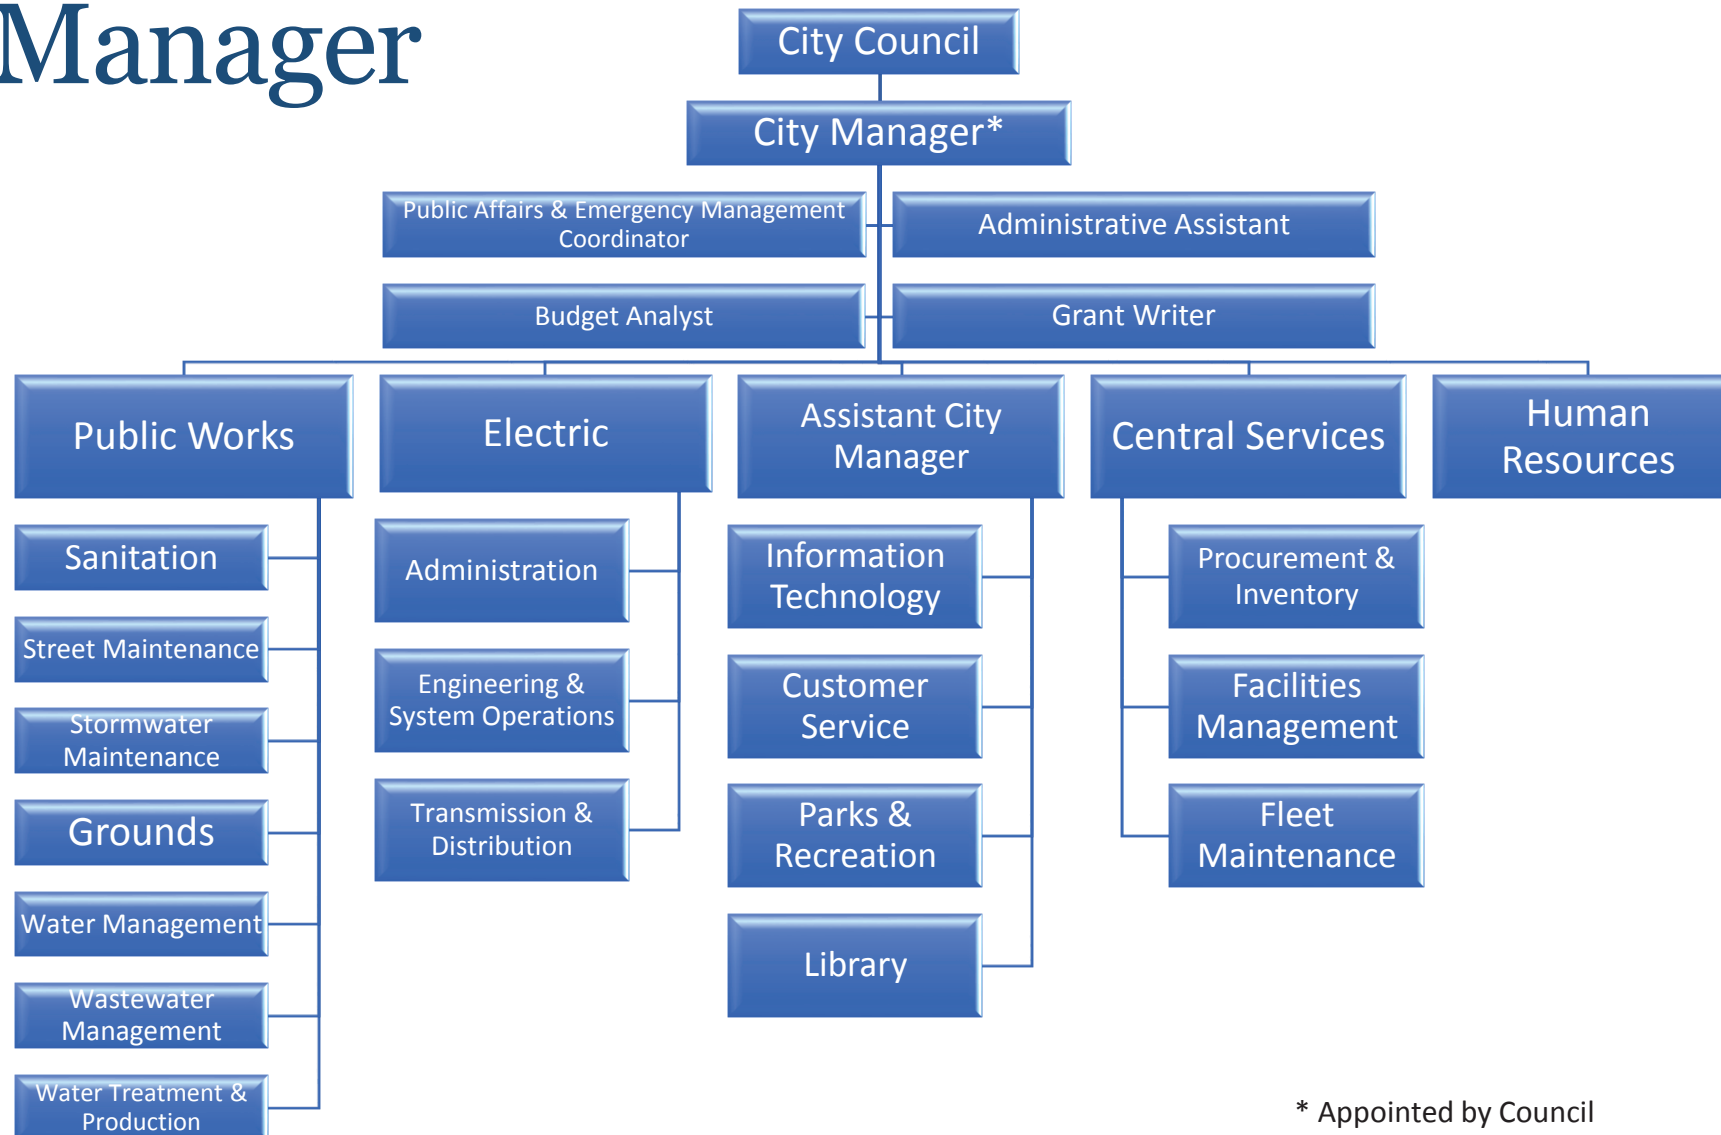 Manager
City Council
City Manager*
Public Affairs & Emergency Management
Coordinator
Administrative Assistant
Budget Analyst
Grant Writer
Public Works
Electric
Assistant City
Manager
Central Services
Human
Resources
Sanitation
Street Maintenance
Stormwater
Maintenance
Grounds
Water Management
Wastewater
Management
Water Treatment &
Production
Administration
Engineering &
System Operations
Transmission &
Distribution
Information
Technology
Customer
Service
Parks &
Recreation
Library
Procurement &
Inventory
Facilities
Management
Fleet
Maintenance
* Appointed by Council